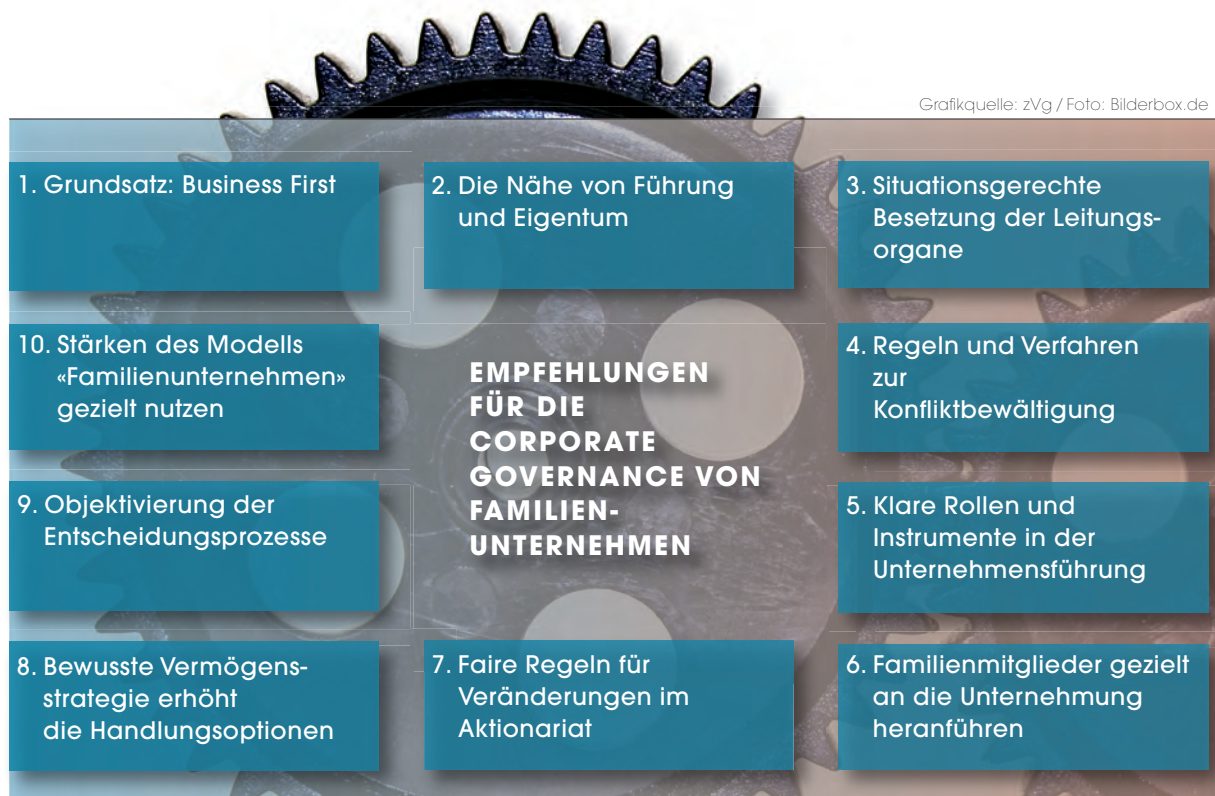 Grafikquelle: zVg / Foto: Bilderbox.de
1. Grundsatz: Business First
2. Die Nähe von Führung
und Eigentum
3. Situationsgerechte
Besetzung der Leitungs-
organe
4. Regeln und Verfahren
zur
Konfliktbewältigung
5. Klare Rollen und
Instrumente in der
Unternehmensführung
6. Familienmitglieder gezielt
an die Unternehmung
heranführen
7. Faire Regeln für
Veränderungen im
Aktionariat
8. Bewusste Vermögens-
strategie erhöht
die Handlungsoptionen
9. Objektivierung der
Entscheidungsprozesse
10. Stärken des Modells
«Familienunternehmen»
gezielt nutzen
EMPFEHLUNGEN
FÜR DIE
CORPORATE
GOVERNANCE VON
FAMILIEN-
UNTERNEHMEN